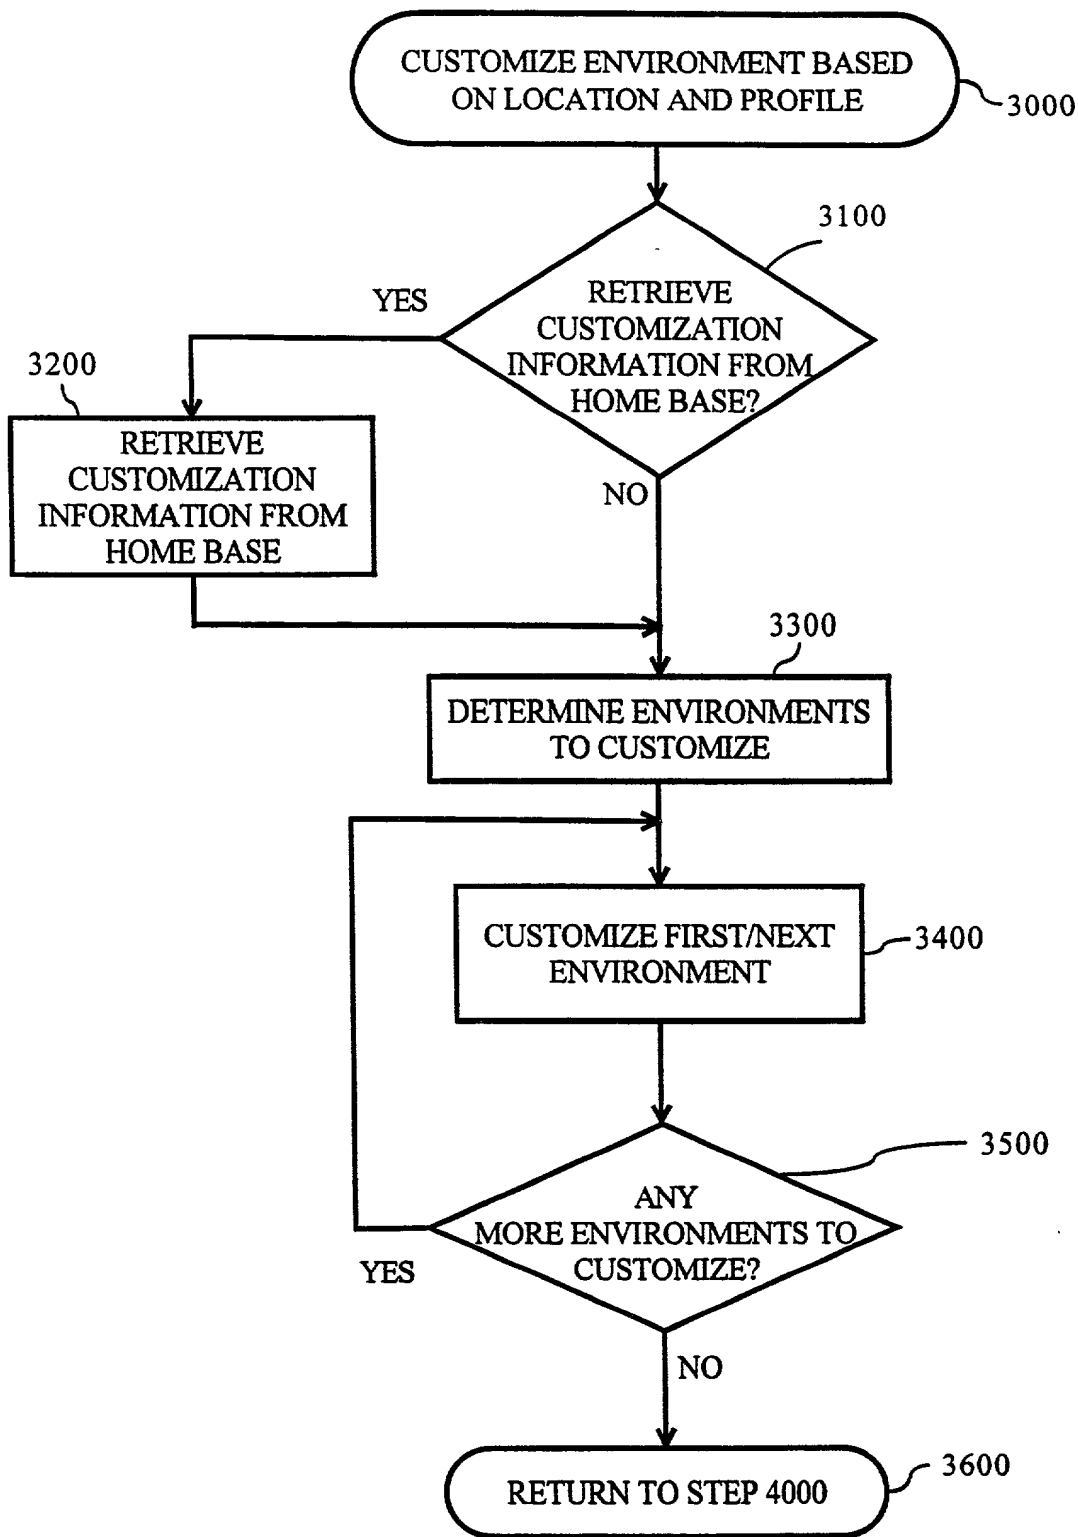 CUSTOMIZE ENVIRONMENT BASED
ON LOCATION AND PROFILE
3000
3100
RETRIEVE
CUSTOMIZATION
INFORMATION FROM
HOME BASE?
YES
NO
3200
RETRIEVE
CUSTOMIZATION
INFORMATION FROM
HOME BASE
3300
DETERMINE ENVIRONMENTS
TO CUSTOMIZE
CUSTOMIZE FIRST/NEXT
ENVIRONMENT
3400
3500
ANY
MORE ENVIRONMENTS TO
CUSTOMIZE?
YES
NO
RETURN TO STEP 4000
3600